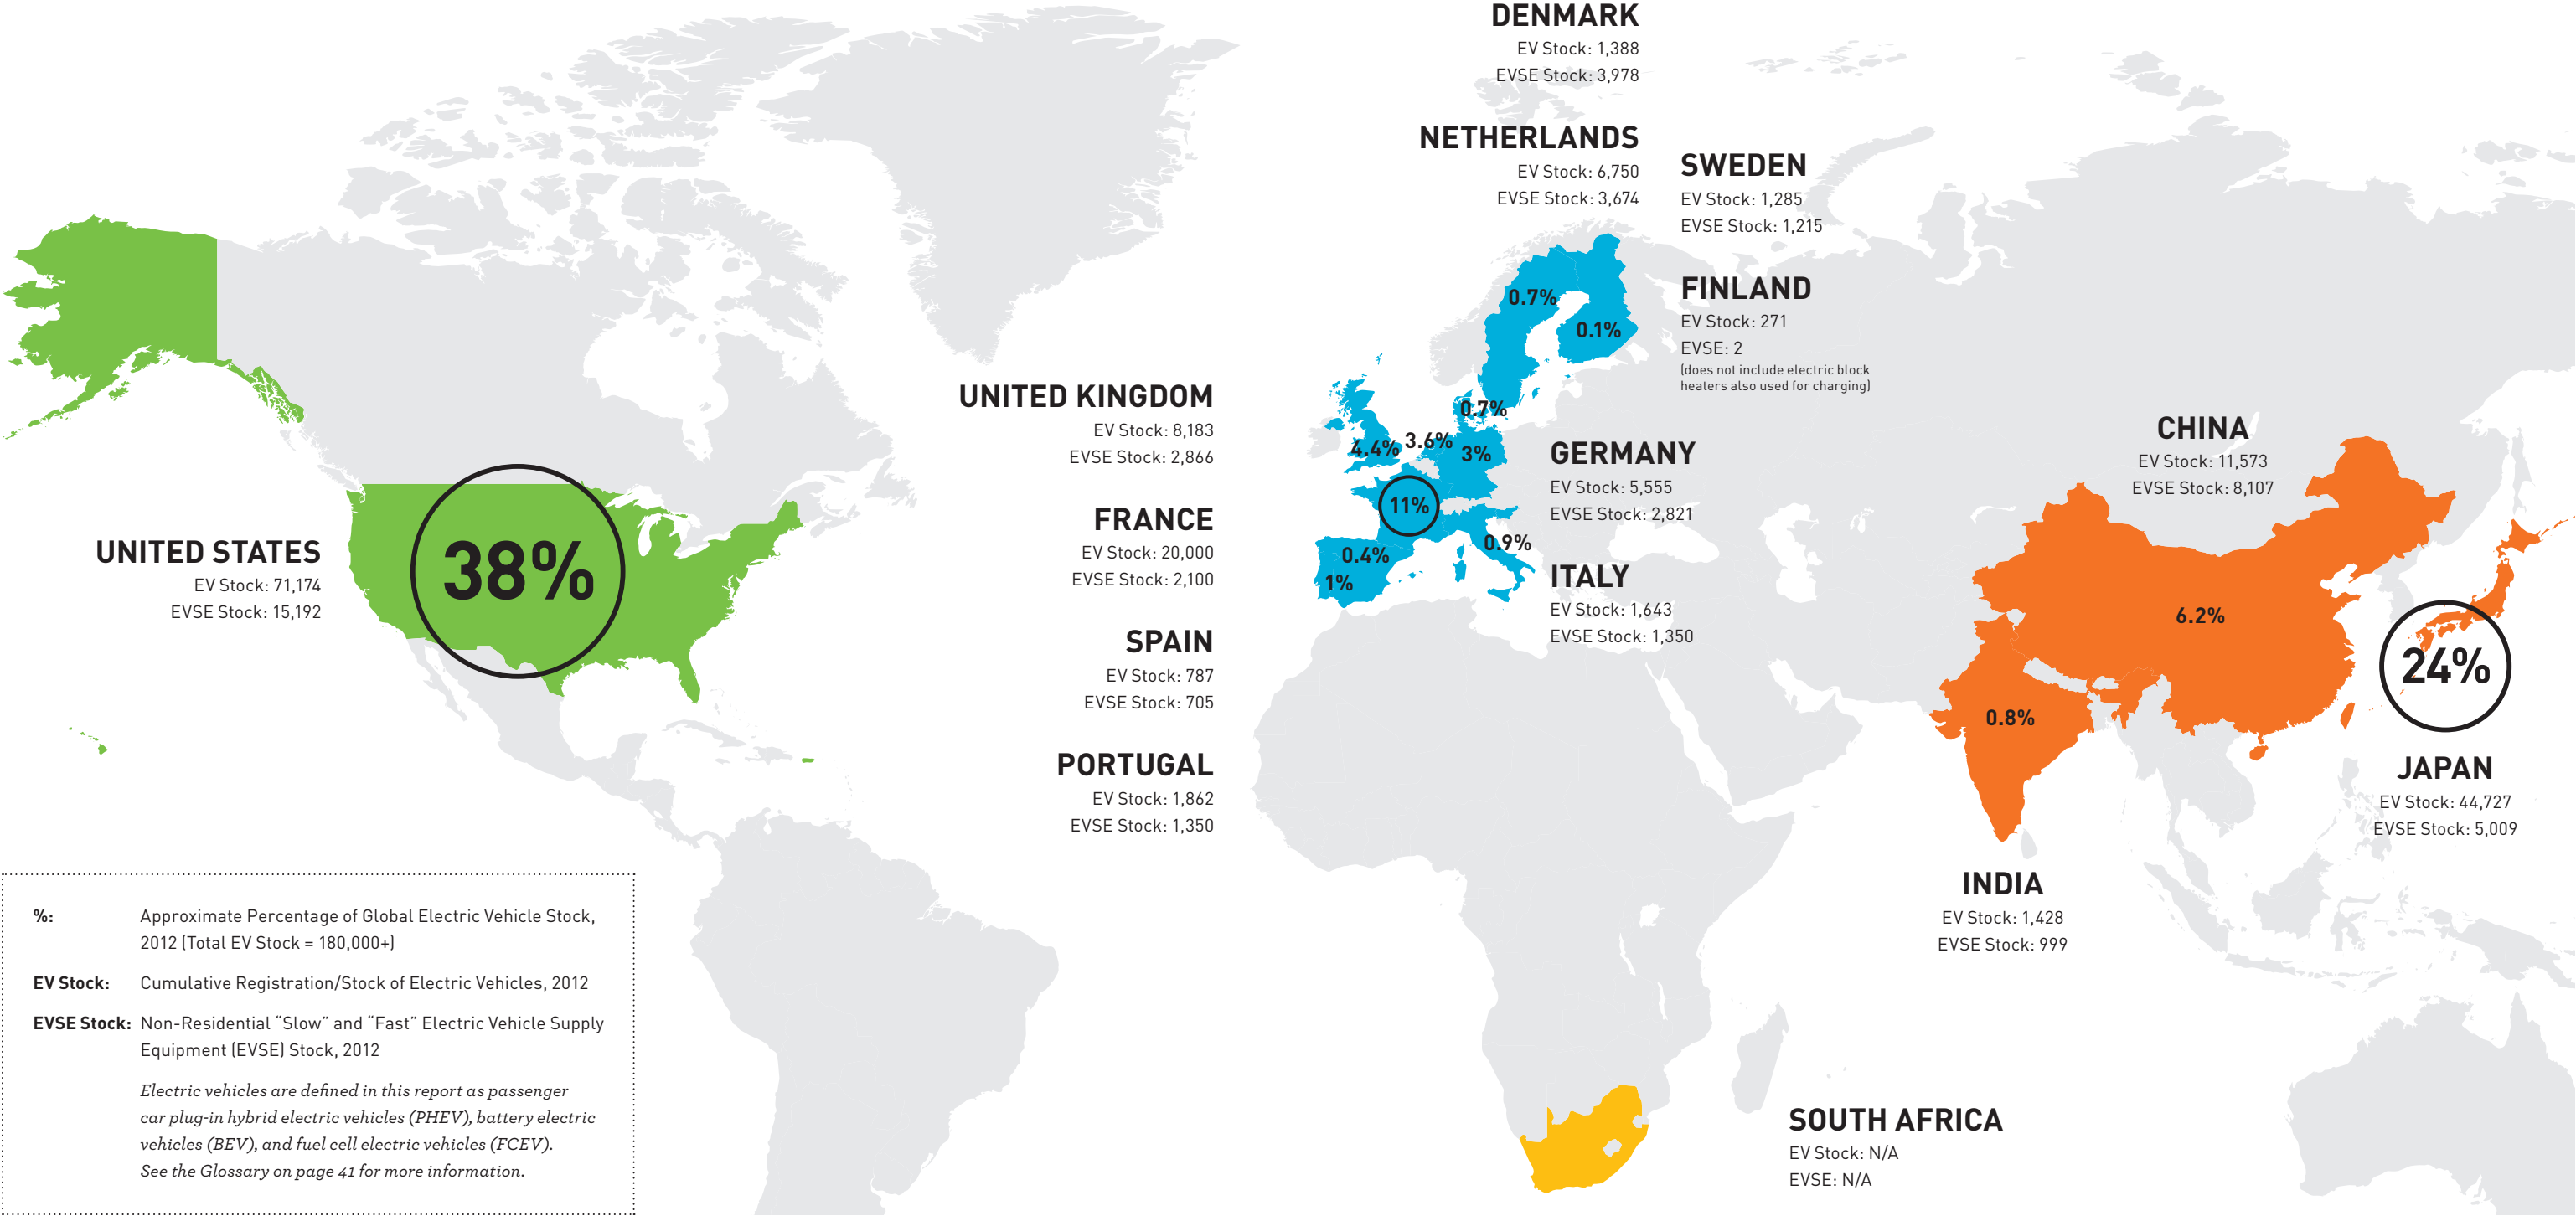 DENMARK
EV Stock: 1,388
EVSE Stock: 3,978
NETHERLANDS
EV Stock: 6,750
EVSE Stock: 3,674
SWEDEN
EV Stock: 1,285
EVSE Stock: 1,215
FINLAND
EV Stock: 271
EVSE: 2
(does not include electric block
heaters also used for charging)
0.7%
0.1%
0.7%
4.4%
3.6%
3%
11%
0.9%
0.4%
1%
UNITED KINGDOM
EV Stock: 8,183
EVSE Stock: 2,866
FRANCE
EV Stock: 20,000
EVSE Stock: 2,100
SPAIN
EV Stock: 787
EVSE Stock: 705
PORTUGAL
EV Stock: 1,862
EVSE Stock: 1,350
GERMANY
EV Stock: 5,555
EVSE Stock: 2,821
ITALY
EV Stock: 1,643
EVSE Stock: 1,350
UNITED STATES
EV Stock: 71,174
EVSE Stock: 15,192
38%
CHINA
EV Stock: 11,573
EVSE Stock: 8,107
6.2%
0.8%
24%
JAPAN
EV Stock: 44,727
EVSE Stock: 5,009
INDIA
EV Stock: 1,428
EVSE Stock: 999
SOUTH AFRICA
EV Stock: N/A
EVSE: N/A
%: Approximate Percentage of Global Electric Vehicle Stock,
2012 (Total EV Stock = 180,000+)
EV Stock: Cumulative Registration/Stock of Electric Vehicles, 2012
EVSE Stock: Non-Residential “Slow” and “Fast” Electric Vehicle Supply
Equipment (EVSE) Stock, 2012
Electric vehicles are defined in this report as passenger
car plug-in hybrid electric vehicles (PHEV), battery electric
vehicles (BEV), and fuel cell electric vehicles (FCEV).
See the Glossary on page 41 for more information.